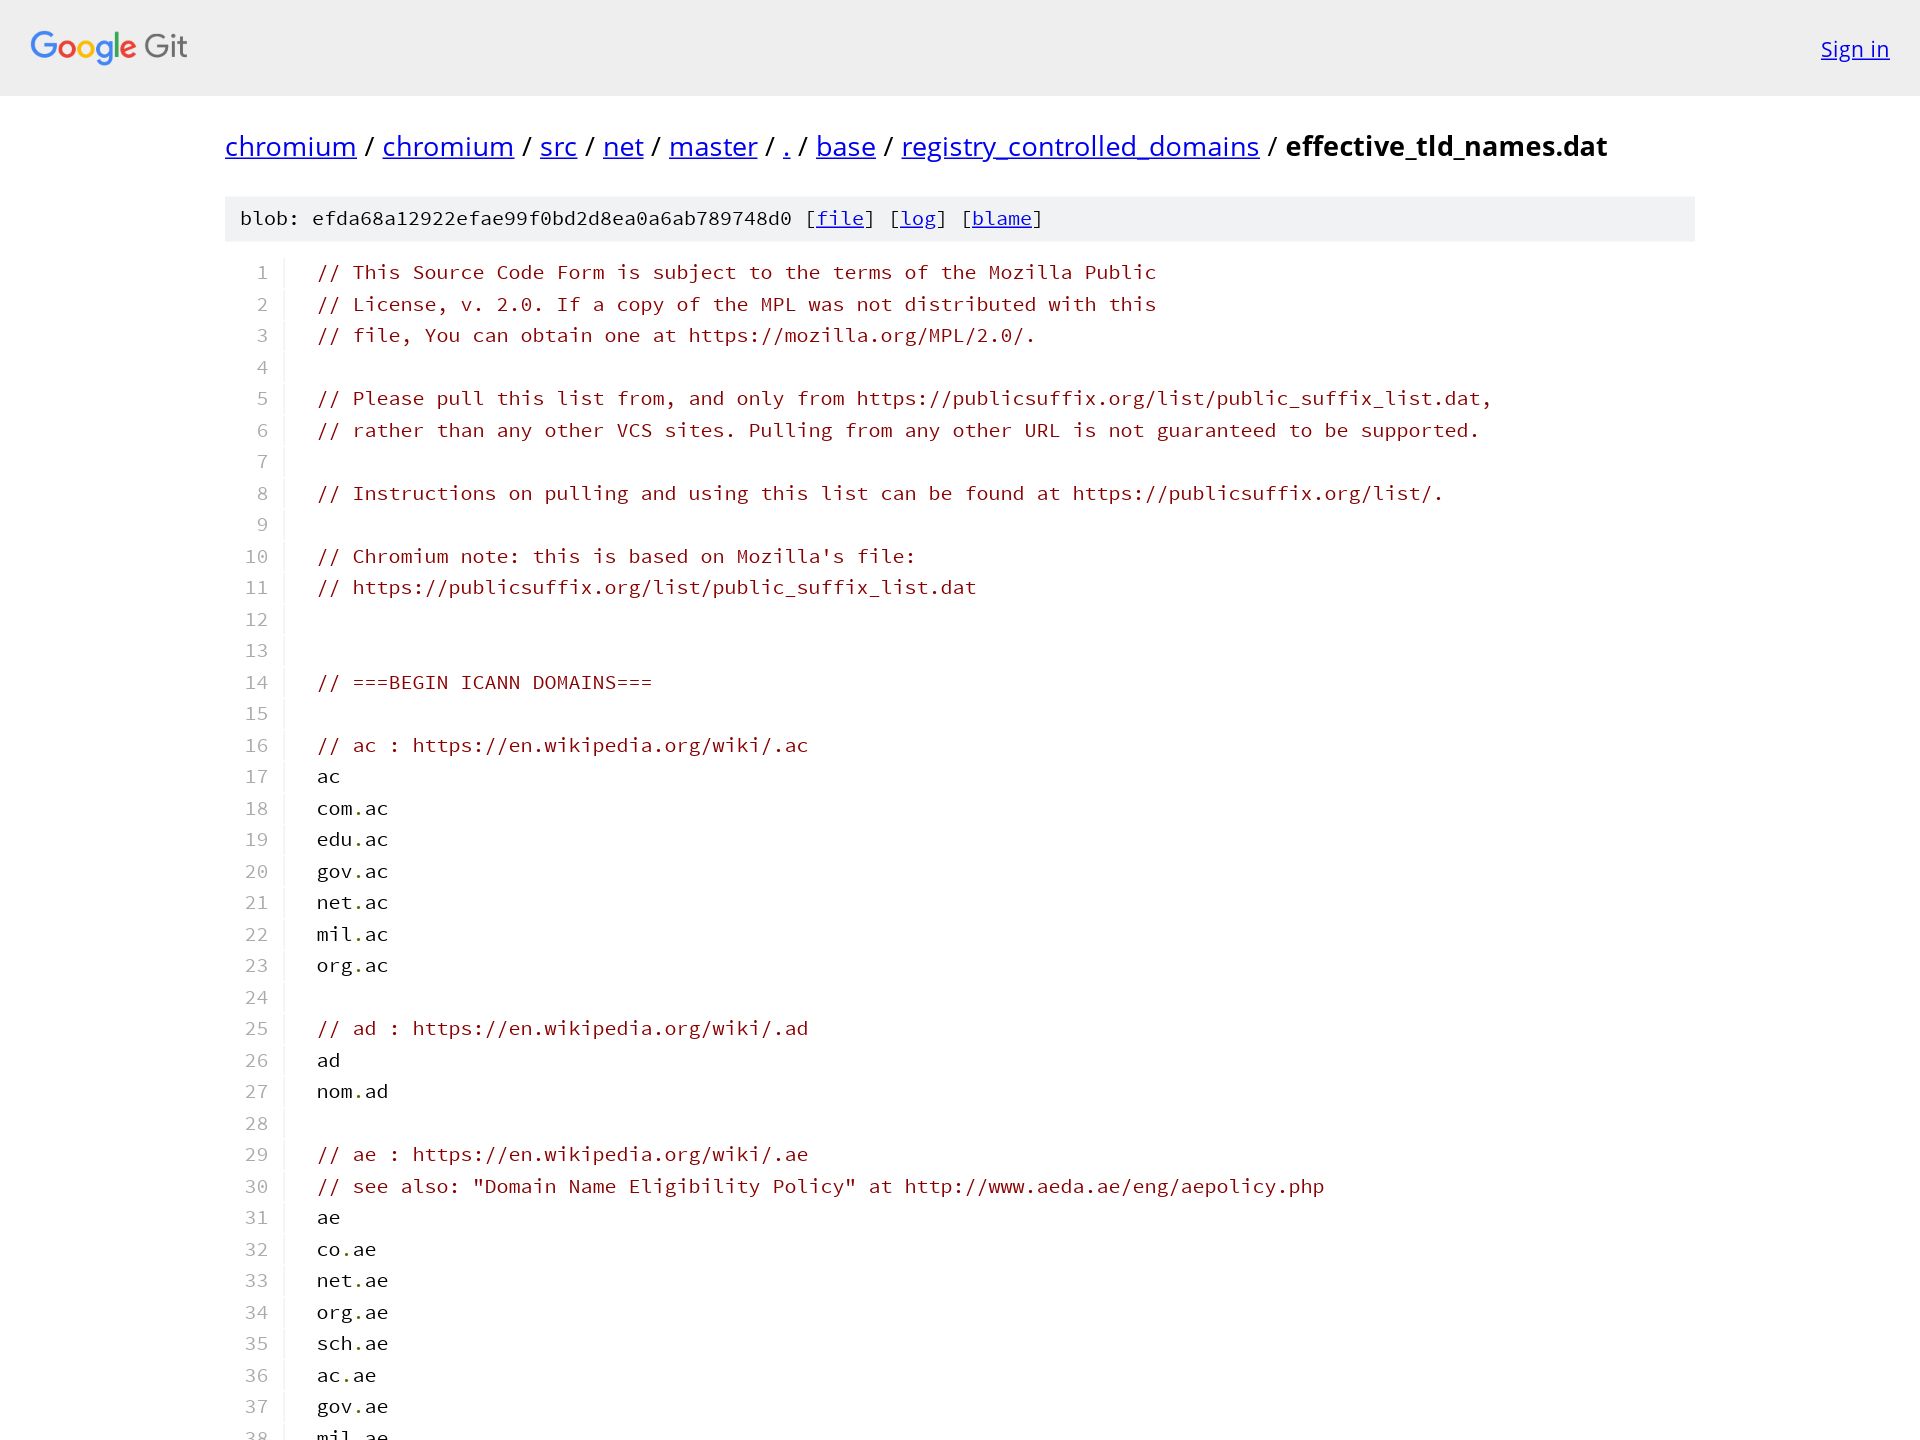 Google Git
Sign in
chromium / chromium / src / net / master / . / base / registry_controlled_domains / effective_tld_names.dat
blob: efda68a12922efae99f0bd2d8ea0a6ab789748d0 [file] [log] [blame]
1 // This Source Code Form is subject to the terms of the Mozilla Public
2 // License, v. 2.0. If a copy of the MPL was not distributed with this
3 // file, You can obtain one at https://mozilla.org/MPL/2.0/.
4
5 // Please pull this list from, and only from https://publicsuffix.org/list/public_suffix_list.dat,
6 // rather than any other VCS sites. Pulling from any other URL is not guaranteed to be supported.
7
8 // Instructions on pulling and using this list can be found at https://publicsuffix.org/list/.
9
10 // Chromium note: this is based on Mozilla's file:
11 // https://publicsuffix.org/list/public_suffix_list.dat
12
13
14 // ===BEGIN ICANN DOMAINS===
15
16 // ac : https://en.wikipedia.org/wiki/.ac
17 ac
18 com.ac
19 edu.ac
20 gov.ac
21 net.ac
22 mil.ac
23 org.ac
24
25 // ad : https://en.wikipedia.org/wiki/.ad
26 ad
27 nom.ad
28
29 // ae : https://en.wikipedia.org/wiki/.ae
30 // see also: "Domain Name Eligibility Policy" at http://www.aeda.ae/eng/aepolicy.php
31 ae
32 co.ae
33 net.ae
34 org.ae
35 sch.ae
36 ac.ae
37 gov.ae
38 mil.ae